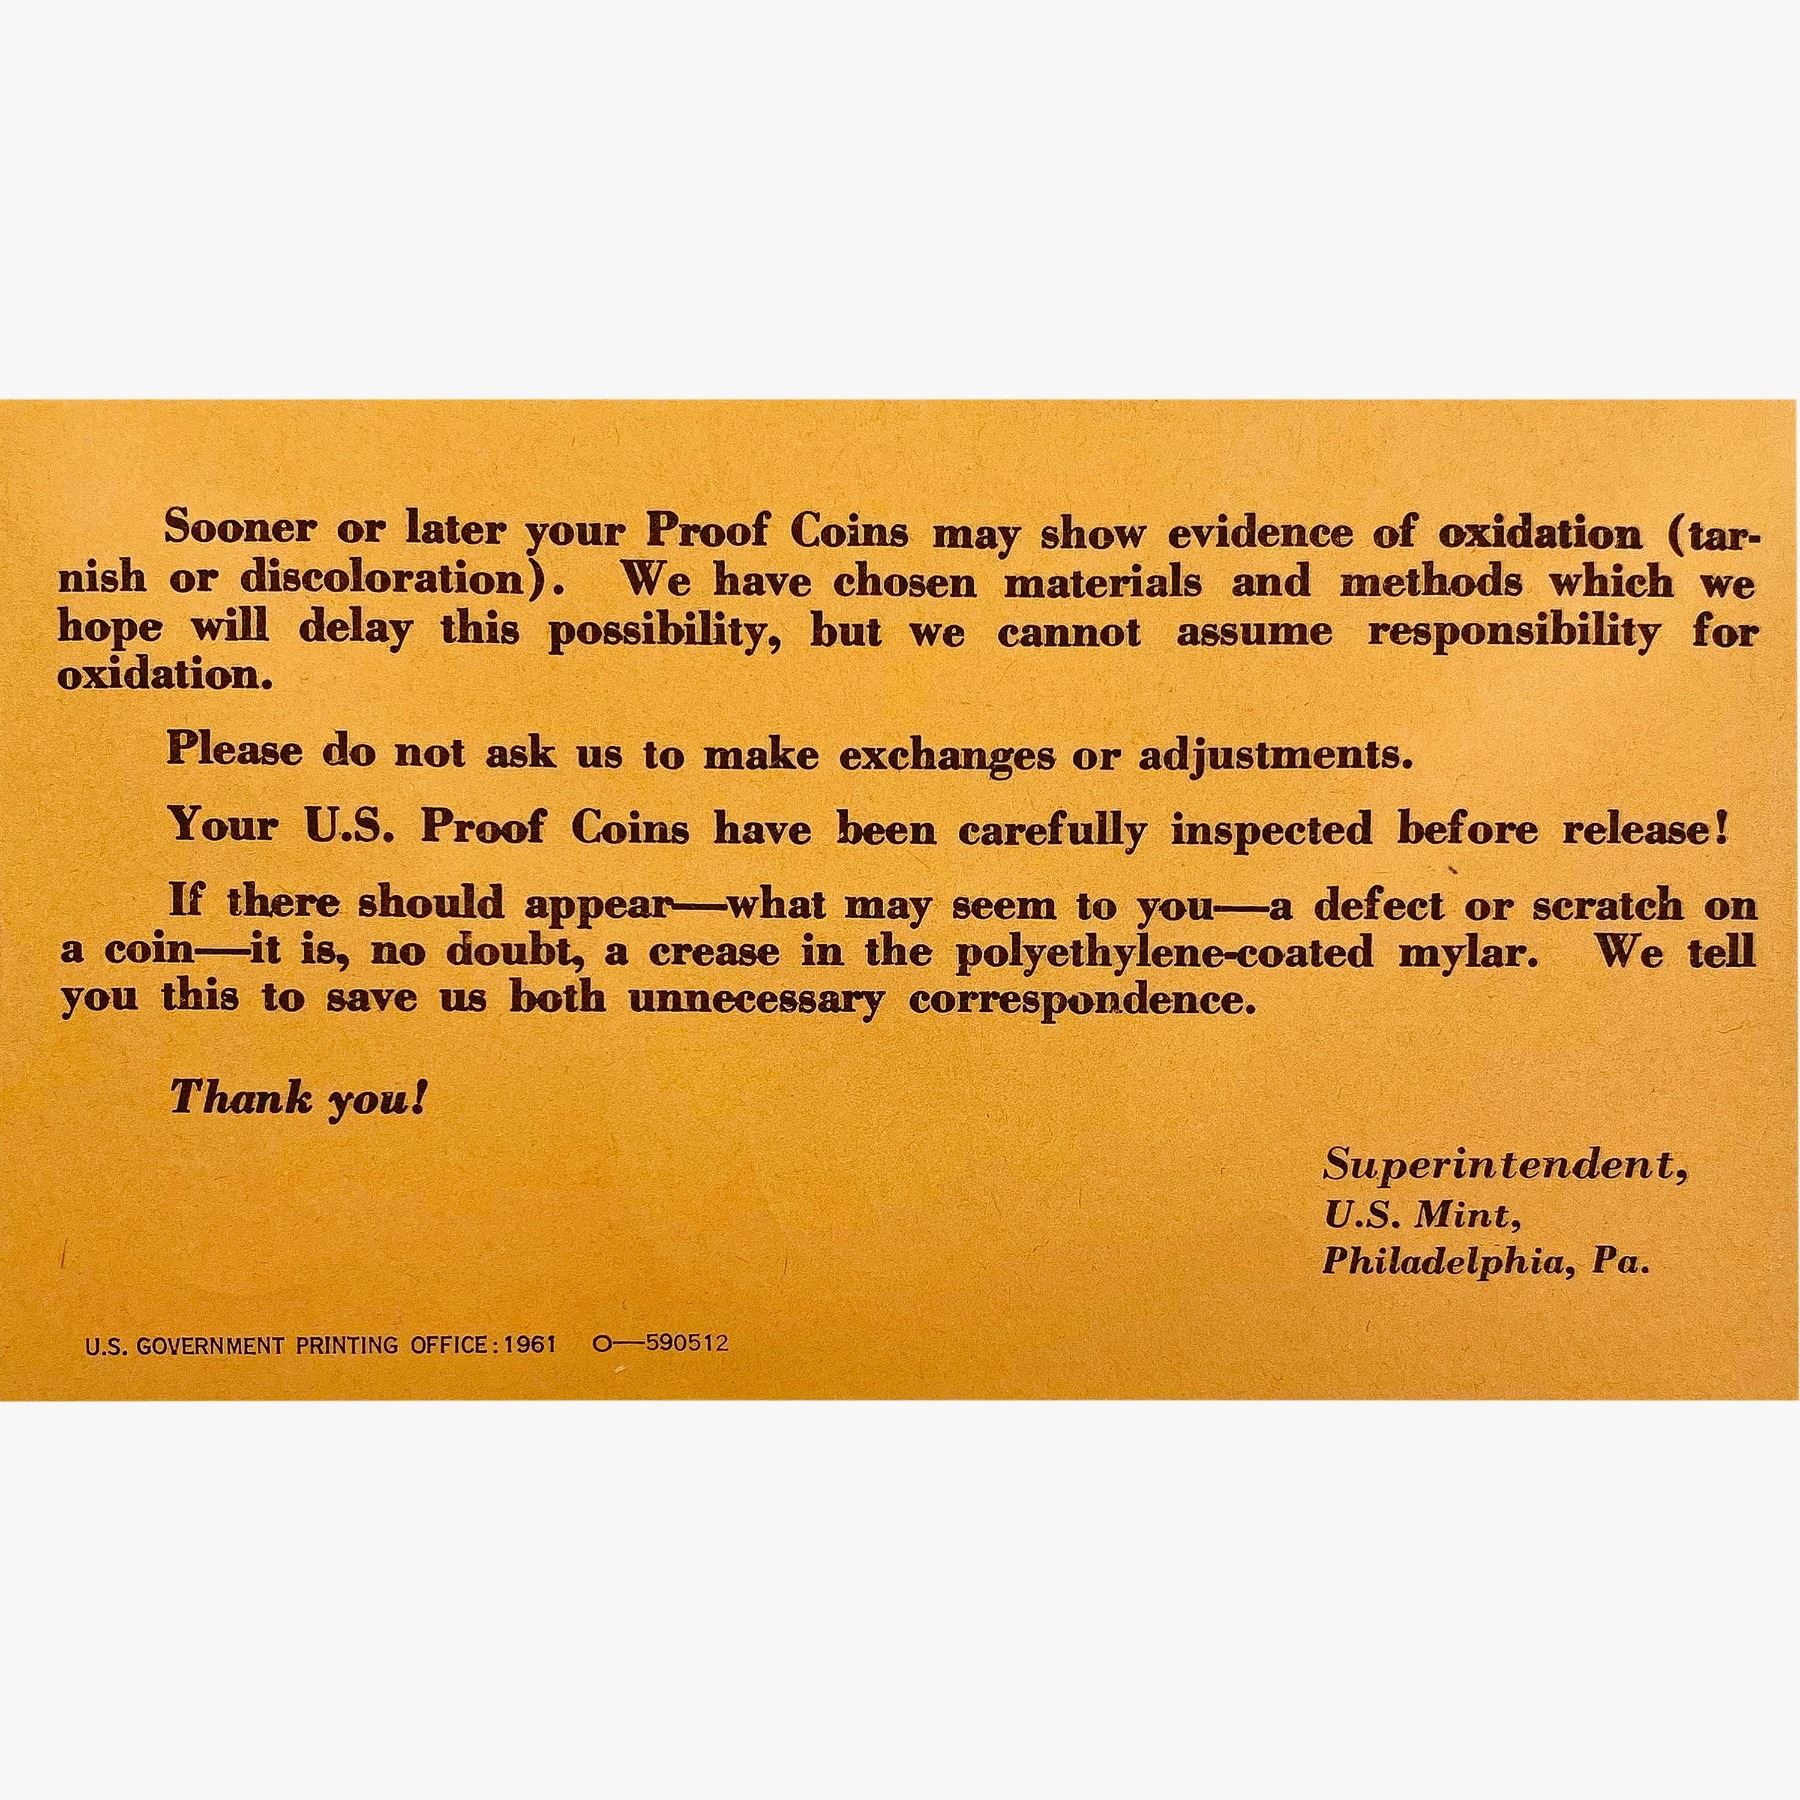 Sooner or later your Proof Coins may show evidence of oxidation (tar-
nish or discoloration). We have chosen materials and methods which we
hope will delay this possibility, but we cannot assume responsibility for
oxidation.
Please do not ask us to make exchanges or adjustments.
Your U.S. Proof Coins have been carefully inspected before release!
If there should appear—what may seem to you—a defect or scratch on
a coin—it is, no doubt, a crease in the polyethylene-coated mylar. We tell
you this to save us both unnecessary correspondence.
Thank you!
Superintendent,
U.S. Mint,
Philadelphia, Pa.
U.S. GOVERNMENT PRINTING OFFICE: 1961 O—590512